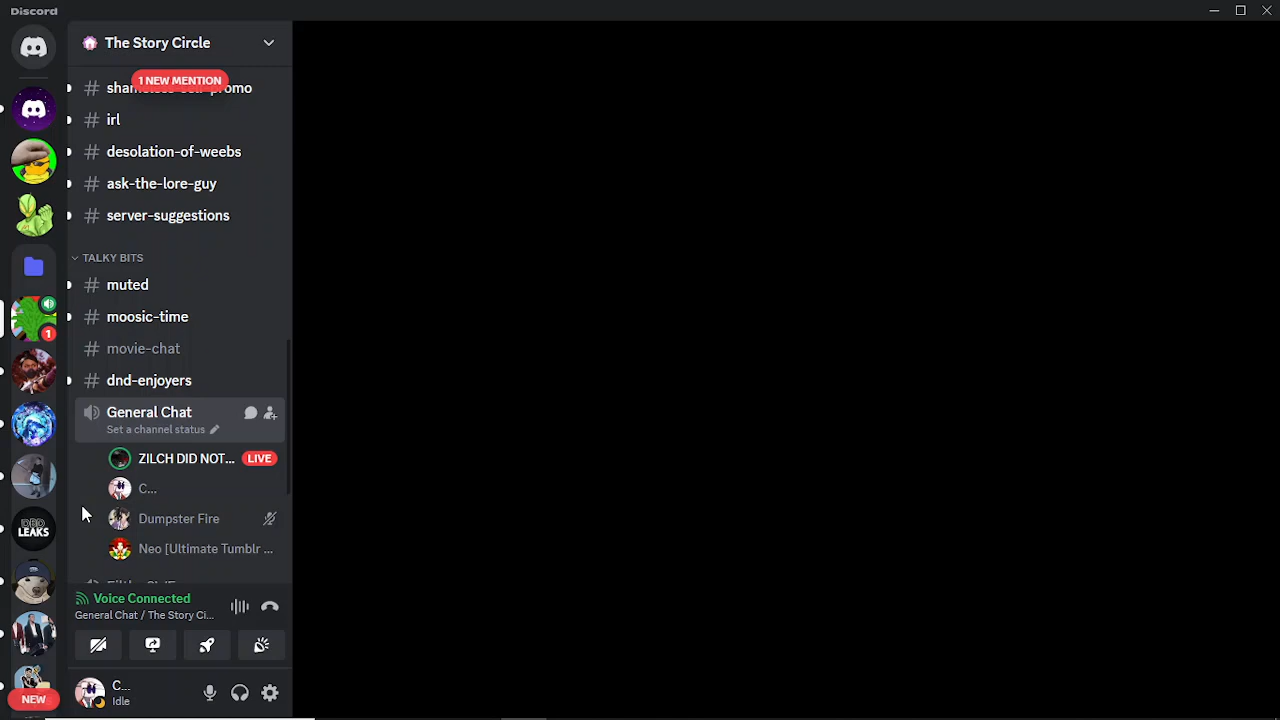 Discord
The Story Circle
1 NEW MENTION
irl
desolation-of-weebs
ask-the-lore-guy
server-suggestions
TALKY BITS
muted
moosic-time
movie-chat
dnd-enjoyers
General Chat
Set a channel status
ZILCH DID NOT... LIVE
C...
DRD LEAKS
Dumpster Fire
Neo [Ultimate Tumblr ...
Voice Connected
General Chat / The Story Ci...
C...
Idle
NEW
1